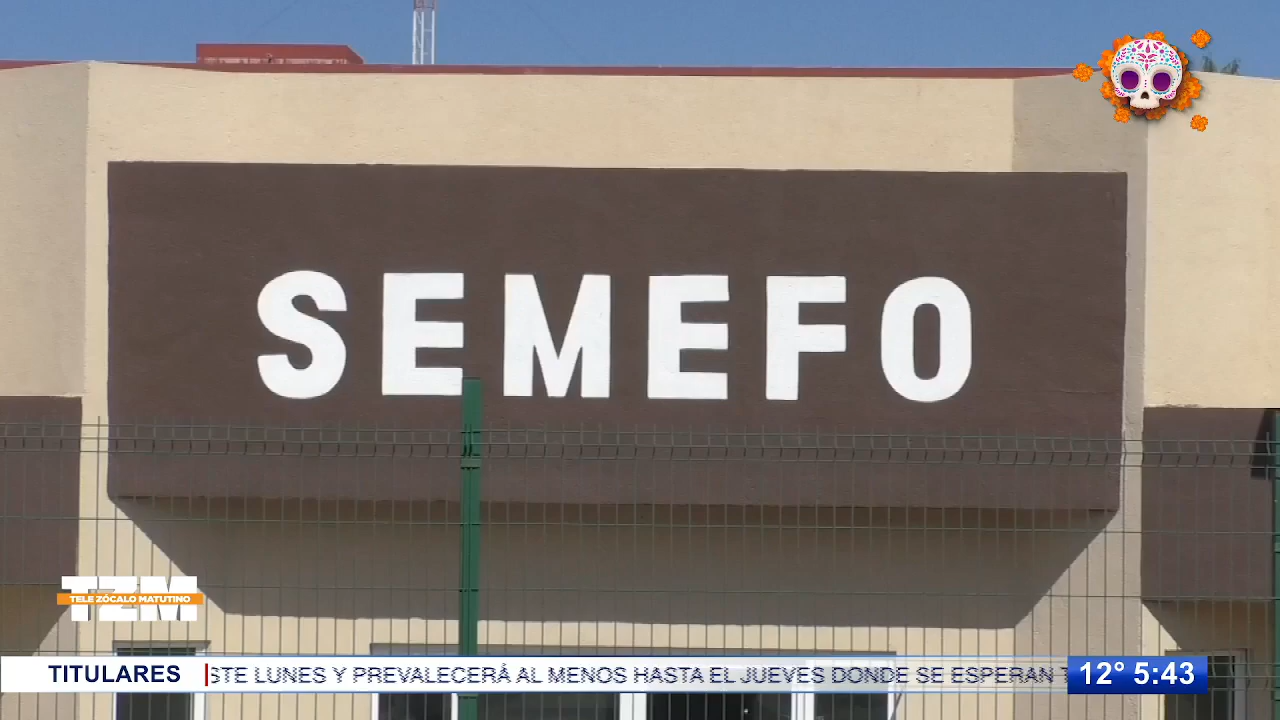 SEMEFO
TZM
TELE ZÓCALO MATUTINO
TITULARES
LUNES Y PREVALECERÁ AL MENOS HASTA EL JUEVES DONDE SE ESPERAN
12° 5:43